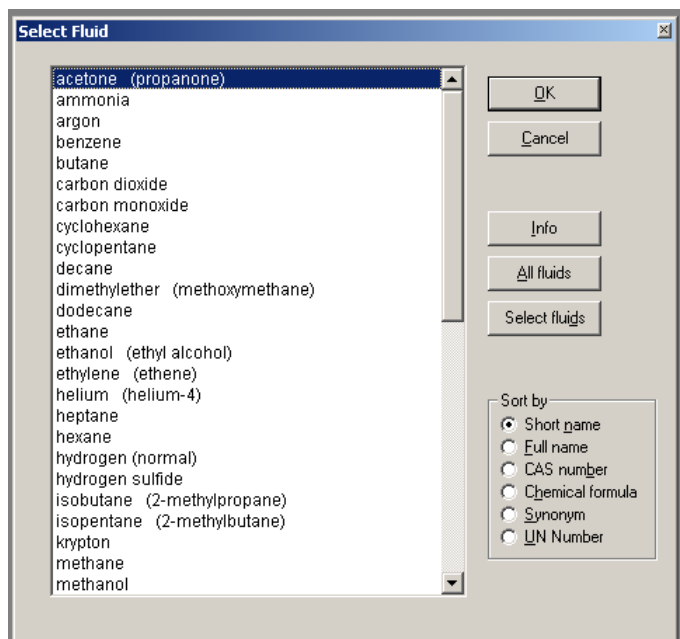 Select Fluid
acetone (propanone)
ammonia
argon
benzene
butane
carbon dioxide
carbon monoxide
cyclohexane
cyclopentane
decane
dimethylether (methoxymethane)
dodecane
ethane
ethanol (ethyl alcohol)
ethylene (ethene)
helium (helium-4)
heptane
hexane
hydrogen (normal)
hydrogen sulfide
isobutane (2-methylpropane)
isopentane (2-methylbutane)
krypton
methane
methanol
OK
Cancel
Info
All fluids
Select fluids
Sort by
Short name
Full name
CAS number
Chemical formula
Synonym
UN Number